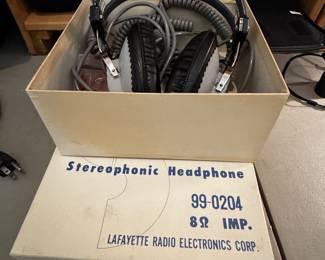 Stereophonic Headphone
99-0204
8Ω IMP.
LAFAYETTE RADIO ELECTRONICS CORP.